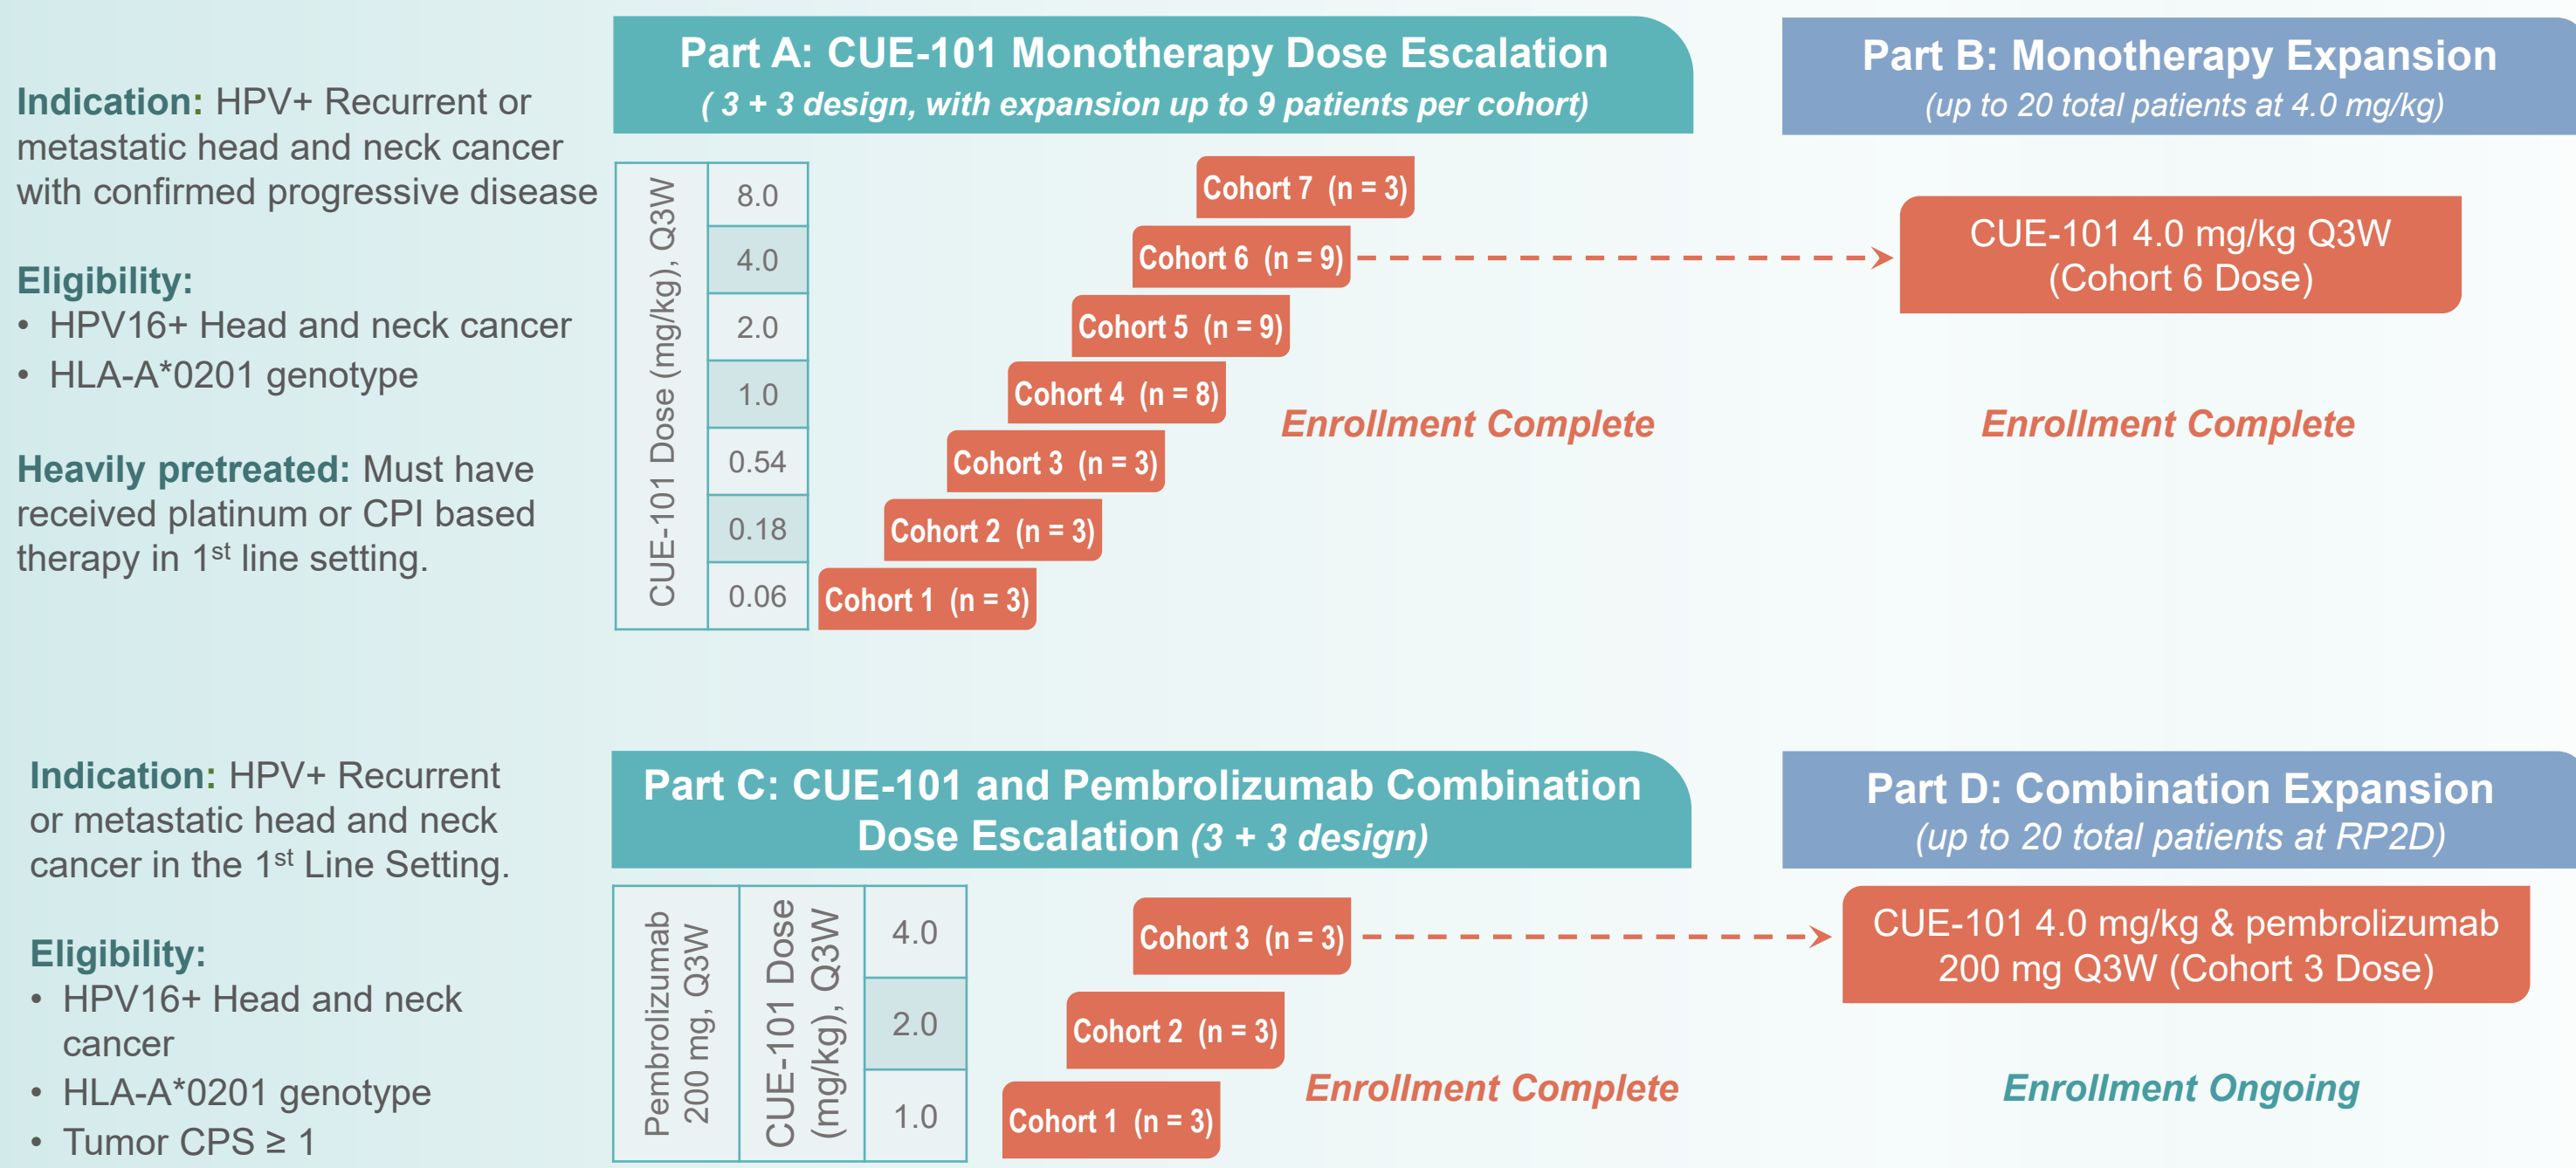 Indication: HPV+ Recurrent or
metastatic head and neck cancer
with confirmed progressive disease
Eligibility:
• HPV16+ Head and neck cancer
• HLA-A*0201 genotype
Heavily pretreated: Must have
received platinum or CPI based
therapy in 1st line setting.
Part A: CUE-101 Monotherapy Dose Escalation
( 3 + 3 design, with expansion up to 9 patients per cohort)
CUE-101 Dose (mg/kg), Q3W
8.0
4.0
2.0
1.0
0.54
0.18
0.06
Cohort 7 (n = 3)
Cohort 6 (n = 9)
Cohort 5 (n = 9)
Cohort 4 (n = 8)
Cohort 3 (n = 3)
Cohort 2 (n = 3)
Cohort 1 (n = 3)
Enrollment Complete
Part B: Monotherapy Expansion
(up to 20 total patients at 4.0 mg/kg)
CUE-101 4.0 mg/kg Q3W
(Cohort 6 Dose)
Enrollment Complete
Indication: HPV+ Recurrent
or metastatic head and neck
cancer in the 1st Line Setting.
Eligibility:
• HPV16+ Head and neck
cancer
• HLA-A*0201 genotype
• Tumor CPS ≥ 1
Part C: CUE-101 and Pembrolizumab Combination
Dose Escalation (3 + 3 design)
Pembrolizumab
200 mg, Q3W
CUE-101 Dose
(mg/kg), Q3W
4.0
2.0
1.0
Cohort 3 (n = 3)
Cohort 2 (n = 3)
Cohort 1 (n = 3)
Enrollment Complete
Part D: Combination Expansion
(up to 20 total patients at RP2D)
CUE-101 4.0 mg/kg & pembrolizumab
200 mg Q3W (Cohort 3 Dose)
Enrollment Ongoing